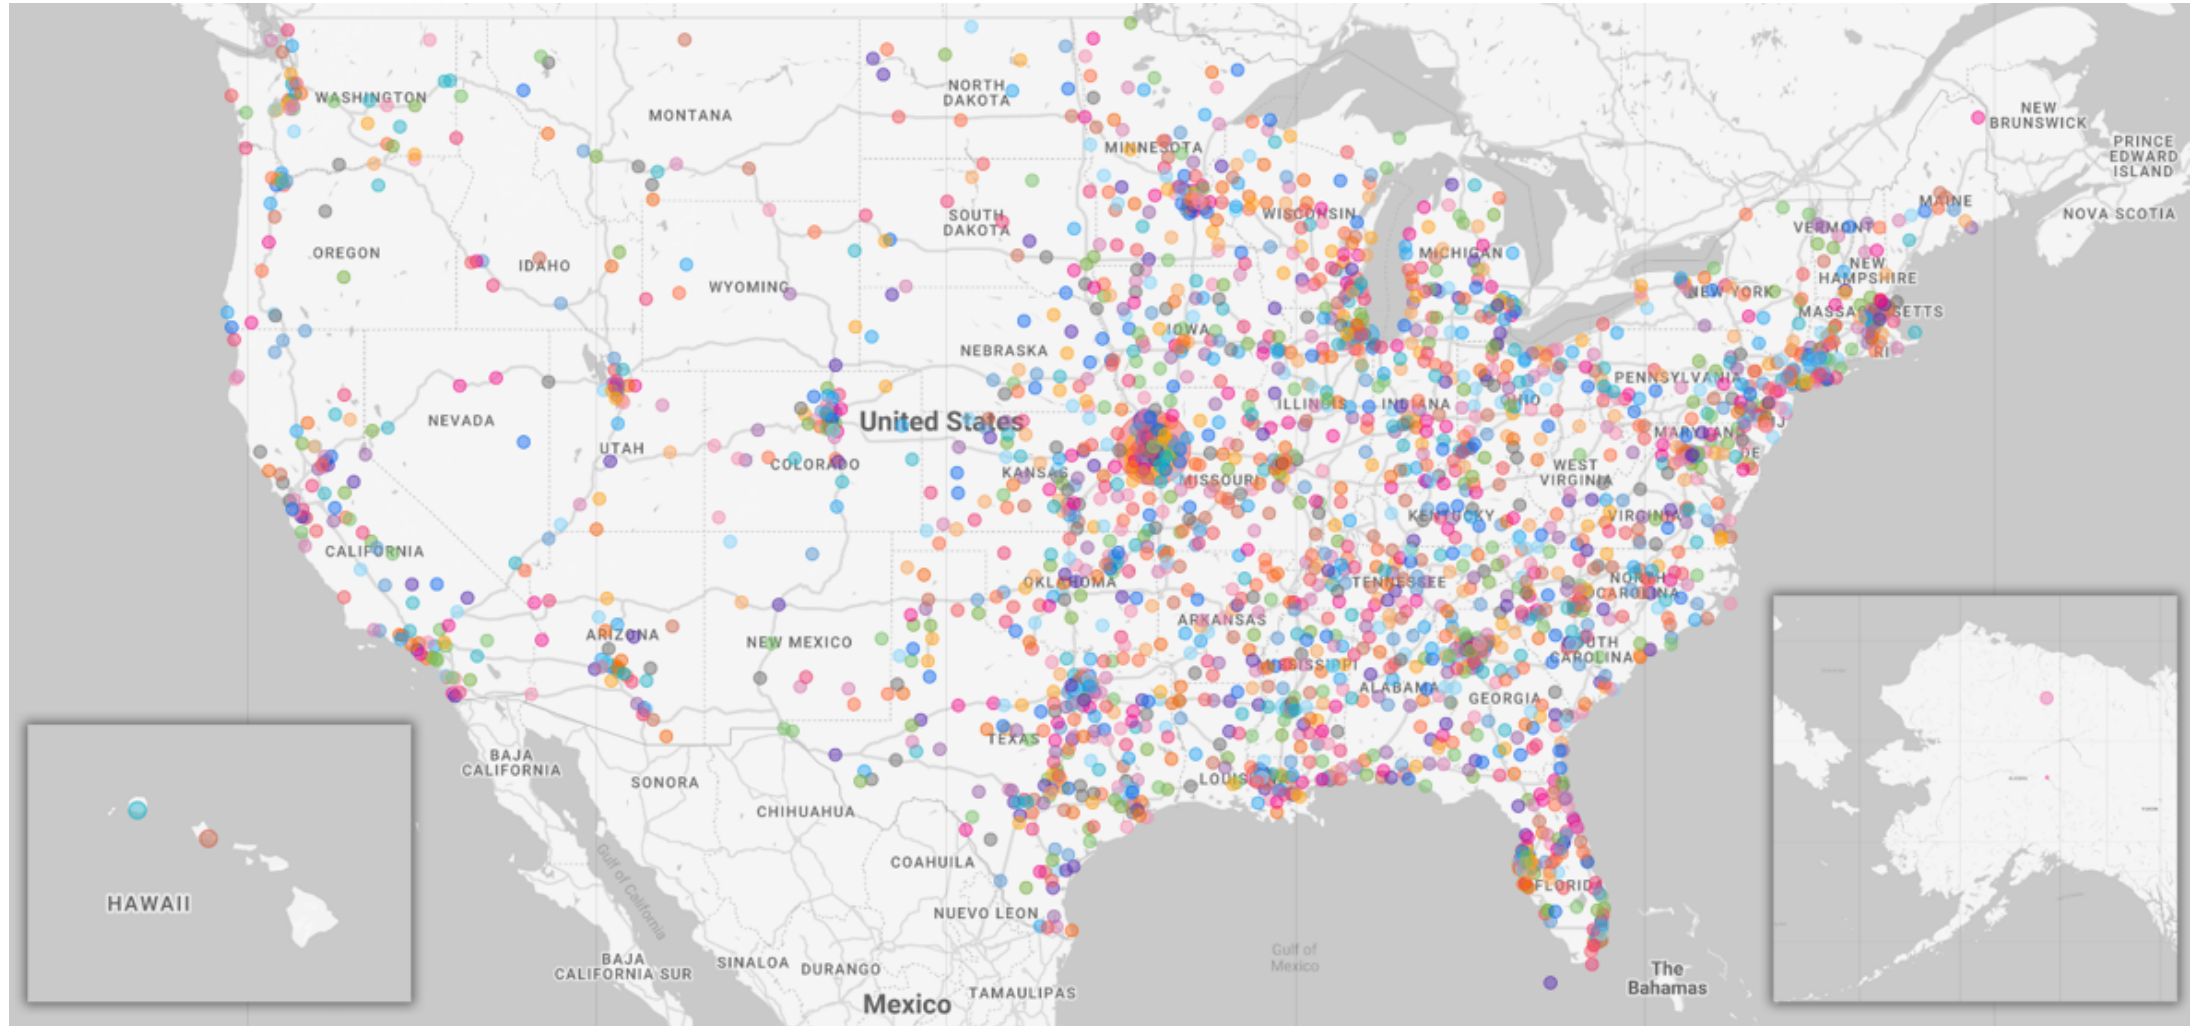 WASHINGTON
MONTANA
NORTH
DAKOTA
MINNESOTA
NEW
BRUNSWICK
PRINCE
EDWARD
ISLAND
NOVA SCOTIA
MAINE
VERMONT
NEW
HAMPSHIRE
MASSACHUSETTS
RI
OREGON
IDAHO
WYOMING
SOUTH
DAKOTA
WISCONSIN
MICHIGAN
NEW YORK
IOWA
NEBRASKA
PENNSYLVANIA
NEVADA
UTAH
COLORADO
United States
KANSAS
MISSOURI
ILLINOIS
INDIANA
OHIO
MARYLAND
NJ
DE
WEST
VIRGINIA
VIRGINIA
KENTUCKY
CALIFORNIA
ARIZONA
NEW MEXICO
OKLAHOMA
ARKANSAS
TENNESSEE
NORTH
CAROLINA
SOUTH
CAROLINA
MISSISSIPPI
ALABAMA
GEORGIA
TEXAS
LOUISIANA
FLORIDA
BAJA
CALIFORNIA
SONORA
CHIHUAHUA
COAHUILA
NUEVO LEON
Gulf of California
BAJA
CALIFORNIA SUR
SINALOA
DURANGO
TAMAULIPAS
Mexico
Gulf of
Mexico
The
Bahamas
HAWAII